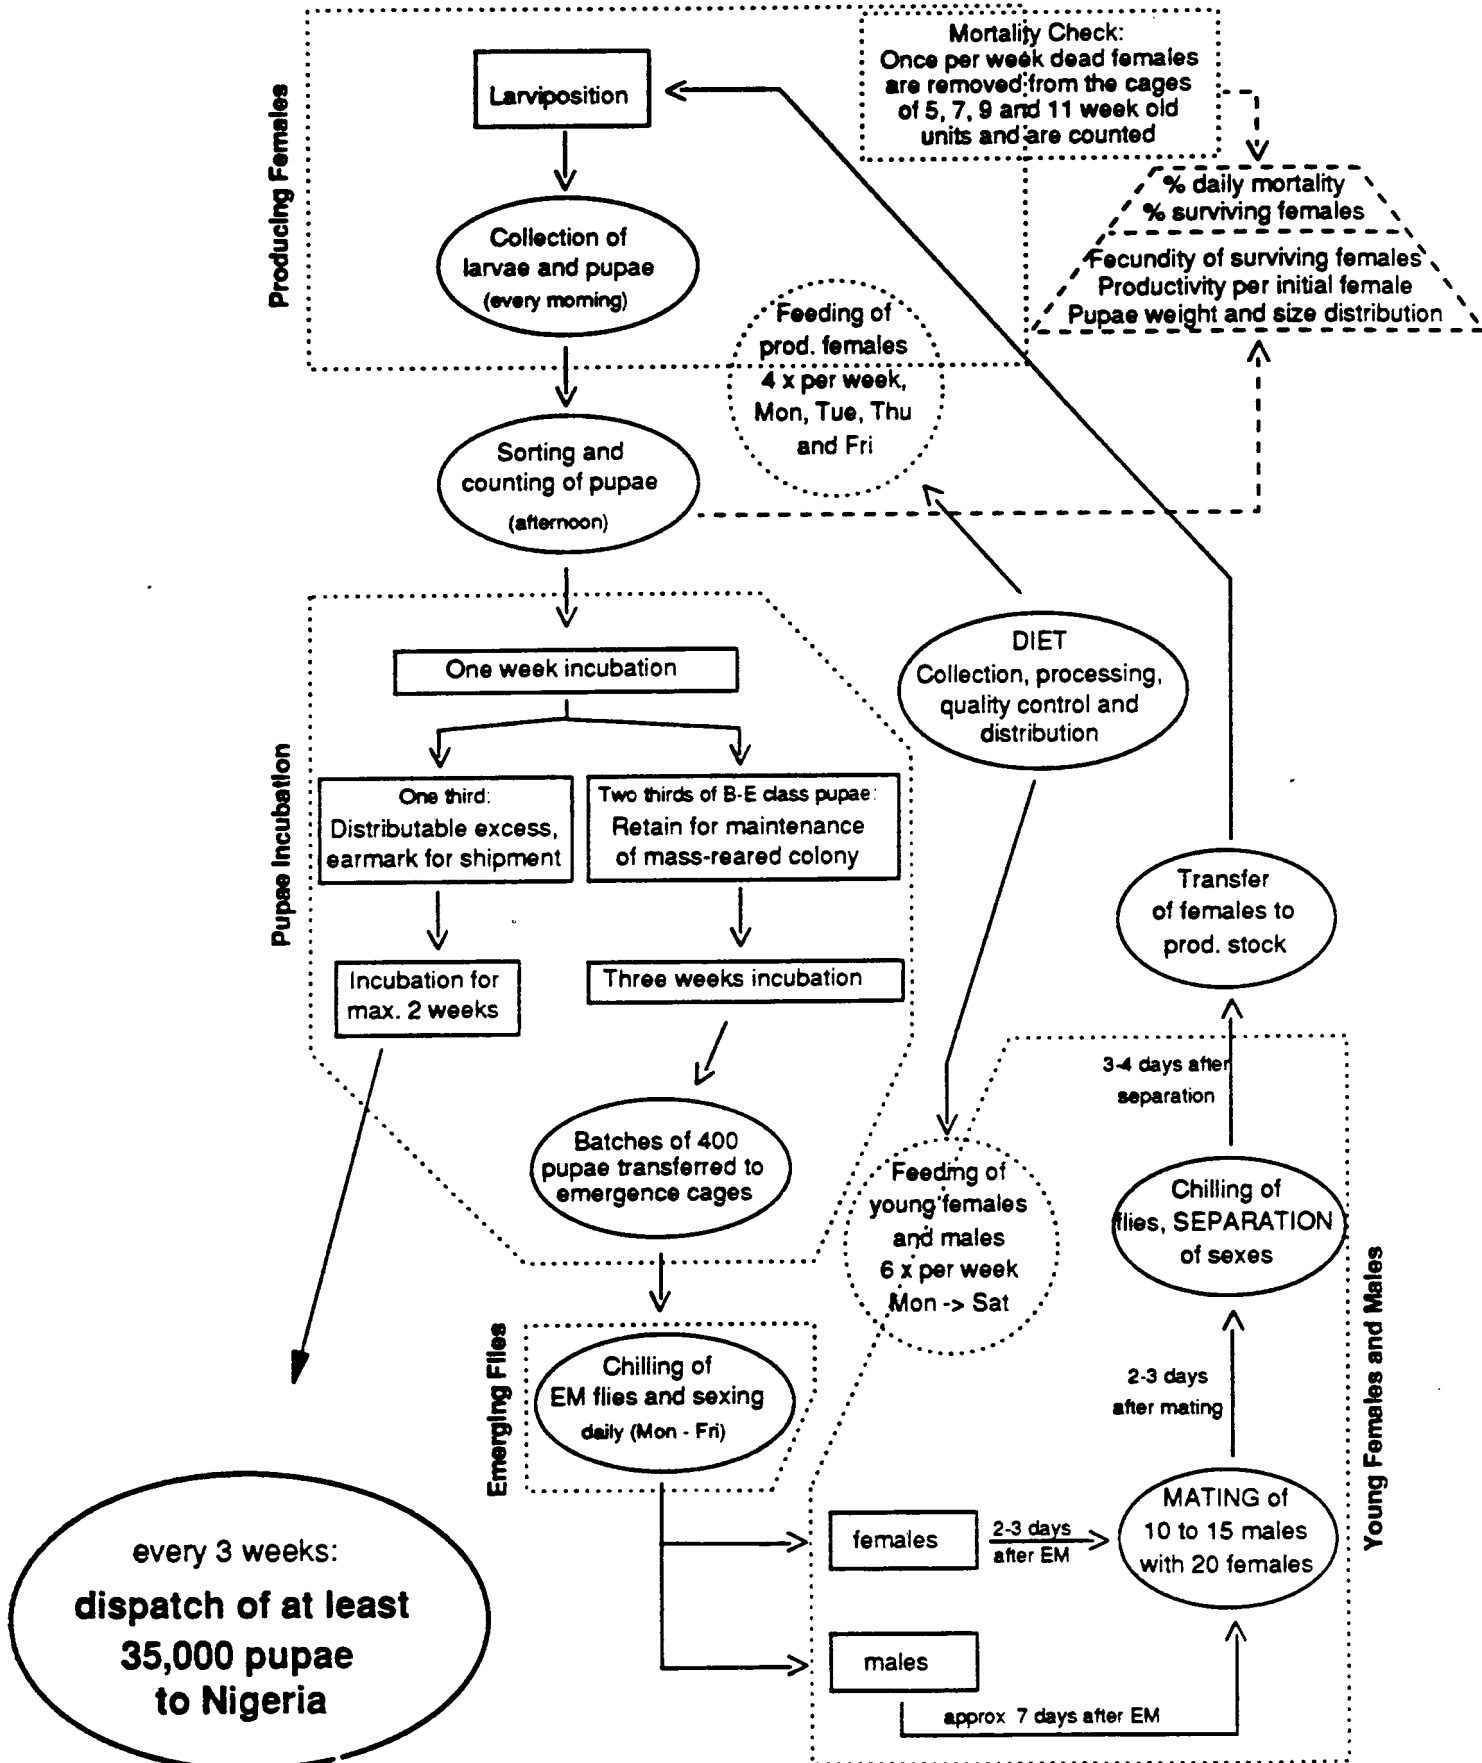 Mortality Check:
Once per week dead females
are removed from the cages
of 5, 7, 9 and 11 week old
units and are counted
Larviposition
Producing Females
% daily mortality
% surviving females
Fecundity of surviving females
Productivity per initial female
Pupae weight and size distribution
Collection of
larvae and pupae
(every morning)
Feeding of
prod. females
4 x per week,
Mon, Tue, Thu
and Fri
Sorting and
counting of pupae
(afternoon)
DIET
Collection, processing,
quality control and
distribution
One week incubation
Pupae Incubation
One third:
Distributable excess,
earmark for shipment
Two thirds of B-E class pupae:
Retain for maintenance
of mass-reared colony
Transfer
of females to
prod. stock
Incubation for
max. 2 weeks
Three weeks incubation
3-4 days after
separation
Batches of 400
pupae transferred to
emergence cages
Feeding of
young females
and males
6 x per week
Mon -> Sat
Chilling of
flies, SEPARATION
of sexes
Young Females and Males
Emerging Flies
Chilling of
EM flies and sexing
daily (Mon - Fri)
2-3 days
after mating
every 3 weeks:
dispatch of at least
35,000 pupae
to Nigeria
females
2-3 days
after EM
MATING of
10 to 15 males
with 20 females
males
approx 7 days after EM